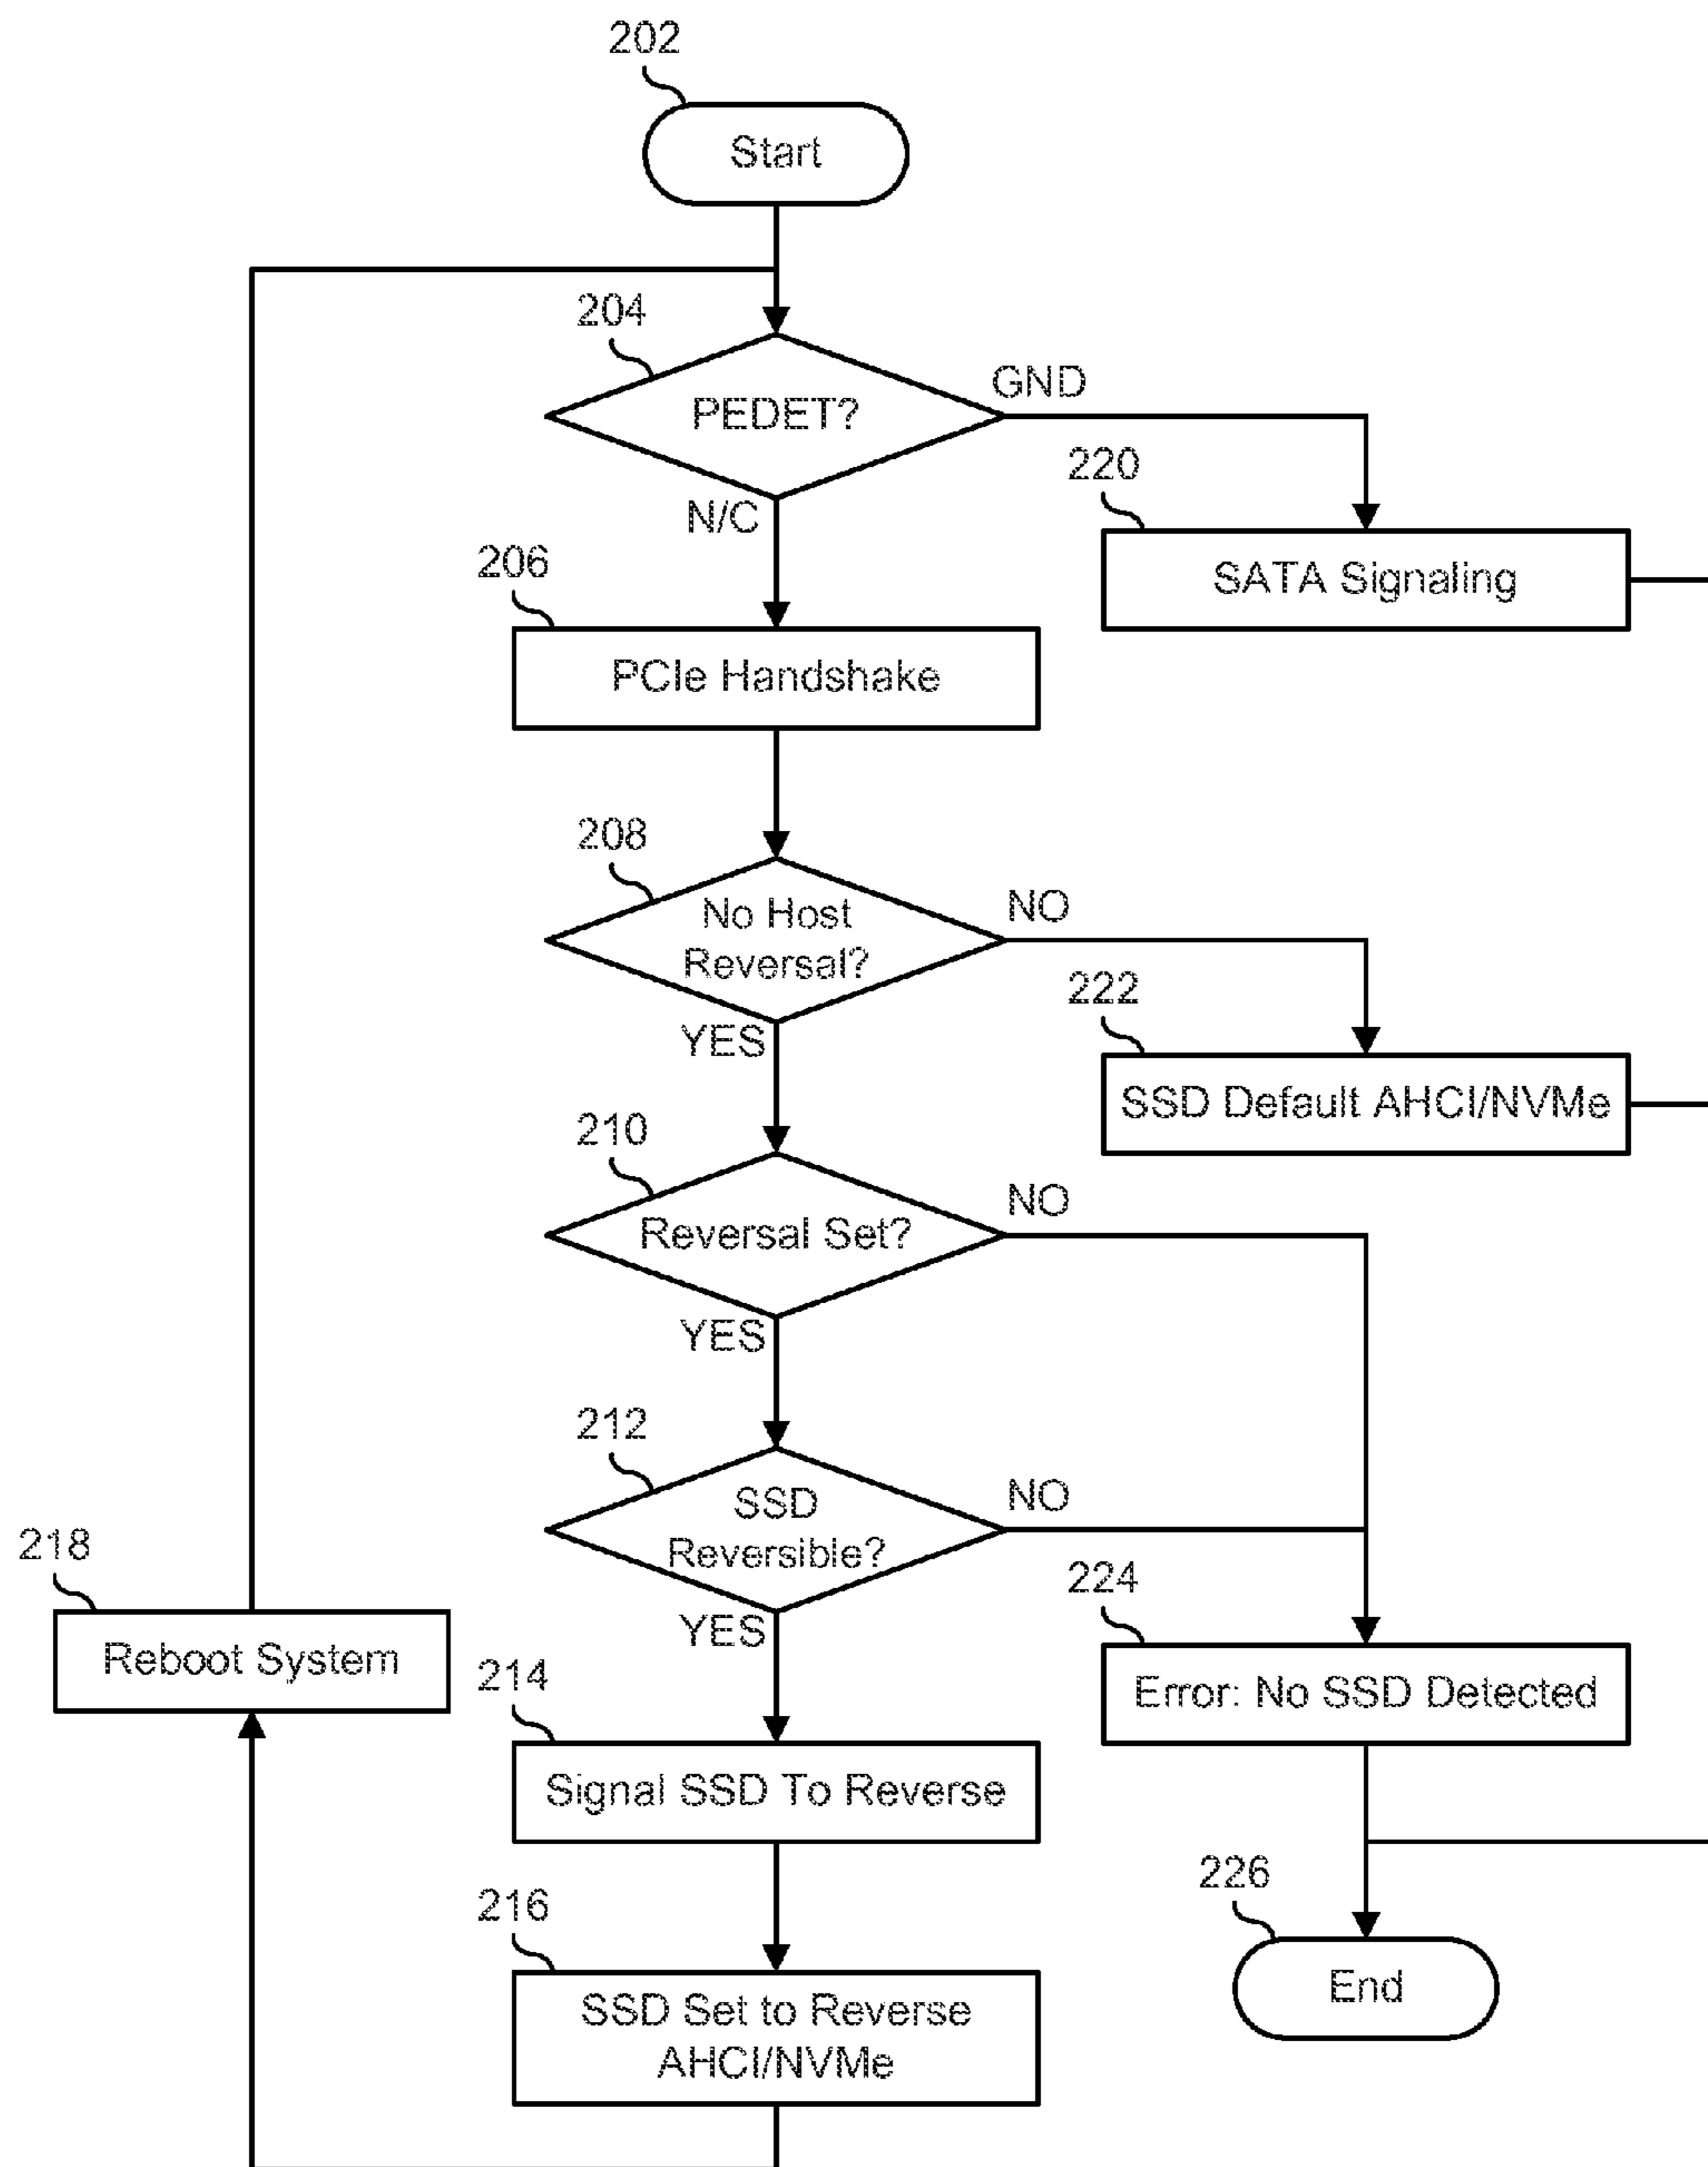 202
Start
204
PEDET?
GND
N/C
220
SATA Signaling
206
PCIe Handshake
208
No Host
Reversal?
NO
YES
222
SSD Default AHCI/NVMe
210
Reversal Set?
NO
YES
212
SSD
Reversible?
NO
YES
218
Reboot System
224
Error: No SSD Detected
214
Signal SSD To Reverse
216
SSD Set to Reverse
AHCI/NVMe
226
End